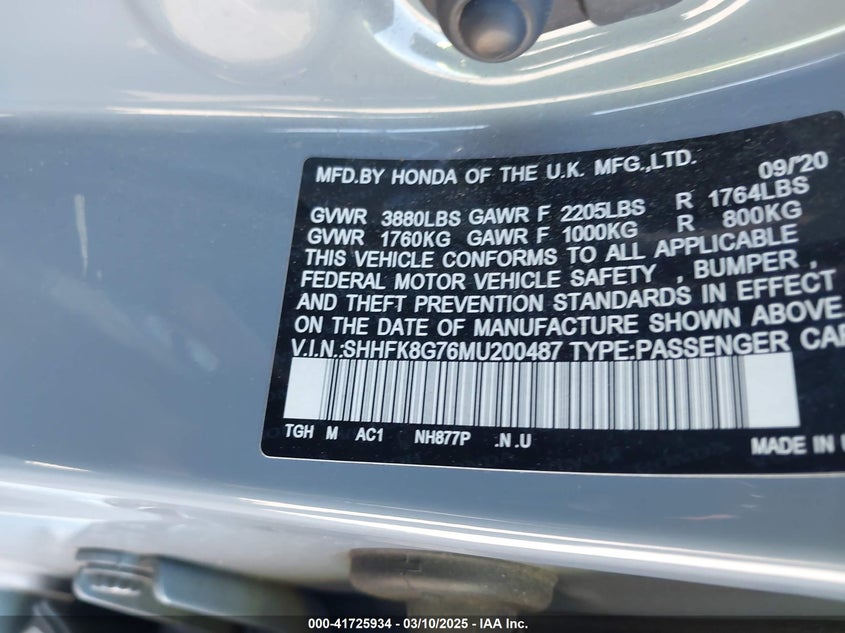 MFD.BY HONDA OF THE U.K. MFG.,LTD. 09/'20
GVWR 3880LBS GAWR F 2205LBS R 1764LBS
GVWR 1760KG GAWR F 1000KG R 800KG
THIS VEHICLE CONFORMS TO ALL APPLICABLE
FEDERAL MOTOR VEHICLE SAFETY , BUMPER ,
AND THEFT PREVENTION STANDARDS IN EFFECT
ON THE DATE OF MANUFACTURE SHOWN ABOVE.
V.I.N.:SHHFK8G76MU200487 TYPE:PASSENGER CAR
TGH M AC1 NH877P :N .U
MADE IN
000-41725934 — 03/10/2025 — IAA Inc.